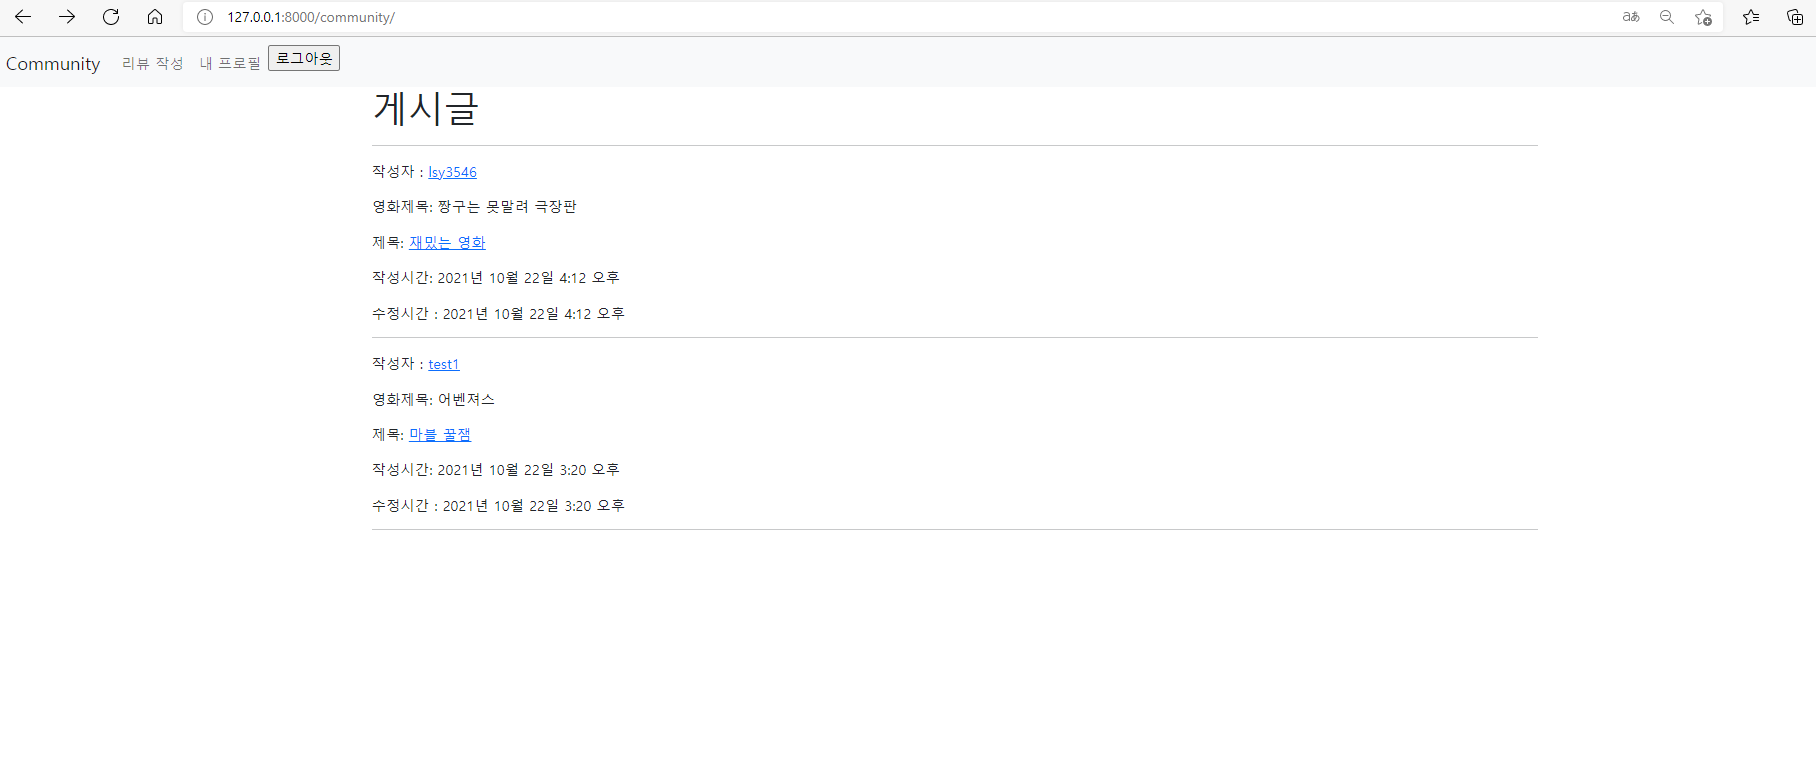 127.0.0.1:8000/community/
Community 리뷰 작성 내 프로필 로그아웃
게시글
작성자 : lsy3546
영화제목: 짱구는 못말려 극장판
제목: 재밌는 영화
작성시간: 2021년 10월 22일 4:12 오후
수정시간 : 2021년 10월 22일 4:12 오후
작성자 : test1
영화제목: 어벤져스
제목: 마블 꿀잼
작성시간: 2021년 10월 22일 3:20 오후
수정시간 : 2021년 10월 22일 3:20 오후